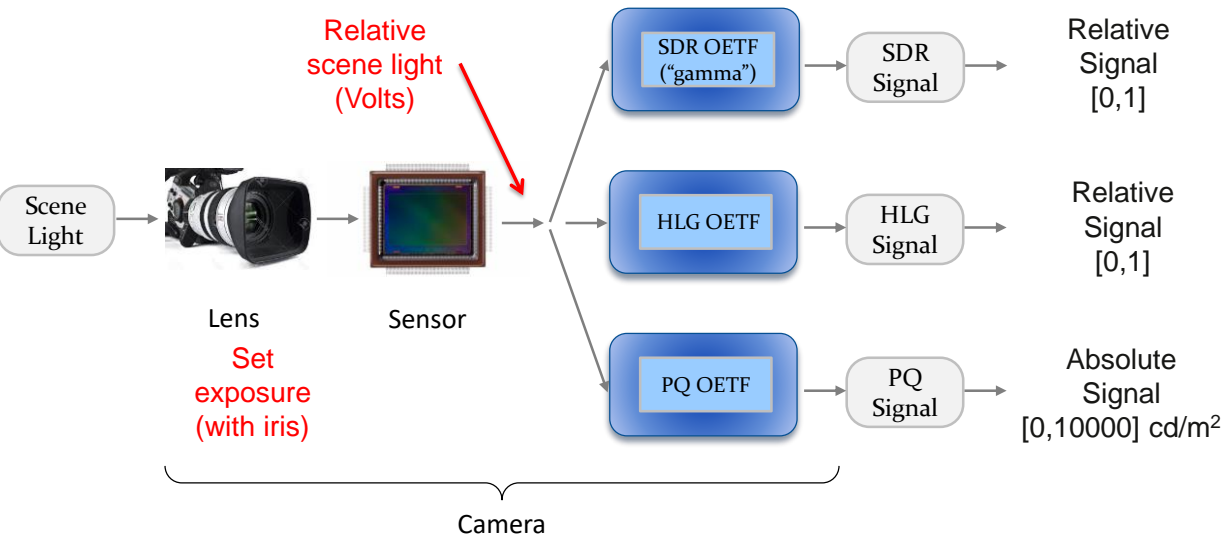 Relative
scene light
(Volts)
SDR OETF
(“gamma”)
SDR
Signal
Relative
Signal
[0,1]
Scene
Light
HLG OETF
HLG
Signal
Relative
Signal
[0,1]
Lens
Sensor
Set
exposure
(with iris)
PQ OETF
PQ
Signal
Absolute
Signal
[0,10000] cd/m²
Camera